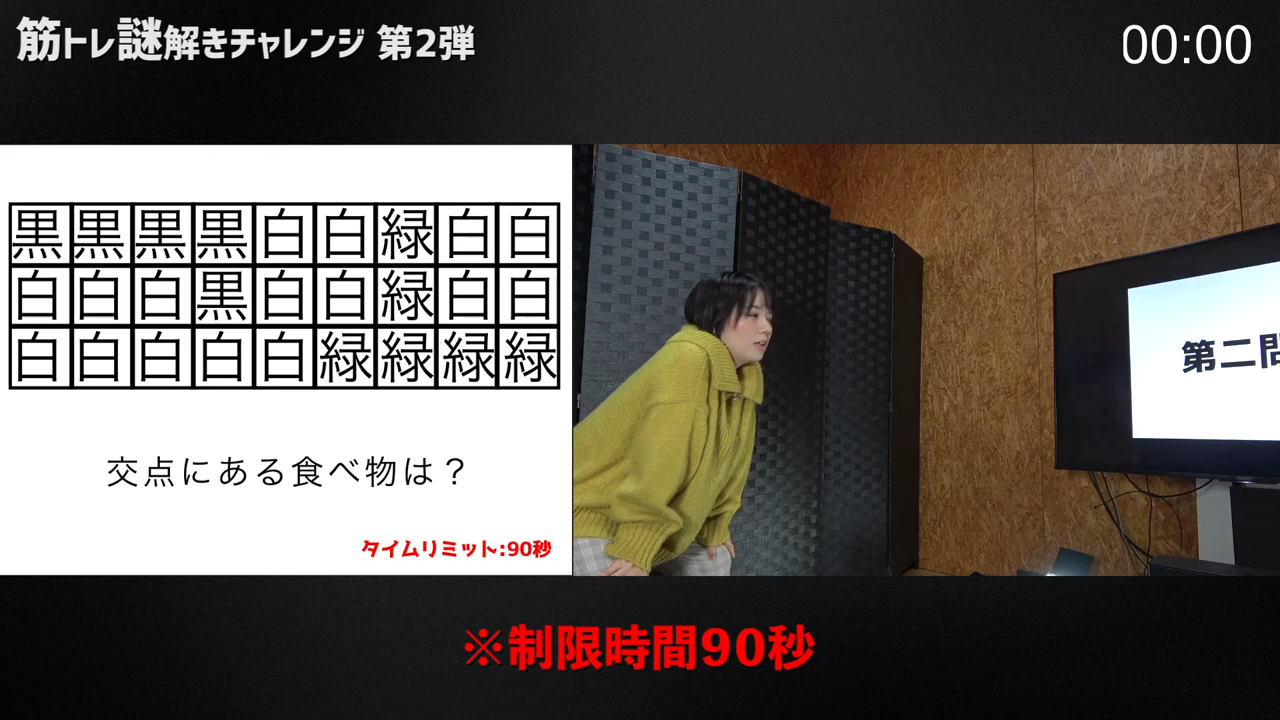 筋トレ謎解きチャレンジ 第2弾
00:00
黒黒黒黒白白緑白白
白白白黒白白緑白白
白白白白白緑緑緑緑
交点にある食べ物は？
タイムリミット:90秒
第二問
※制限時間90秒